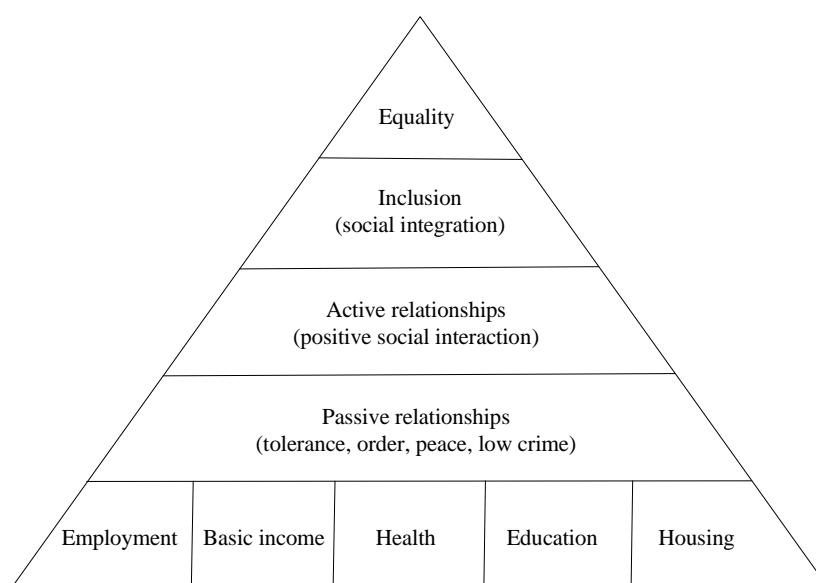 Equality
Inclusion
(social integration)
Active relationships
(positive social interaction)
Passive relationships
(tolerance, order, peace, low crime)
Employment Basic income Health Education Housing